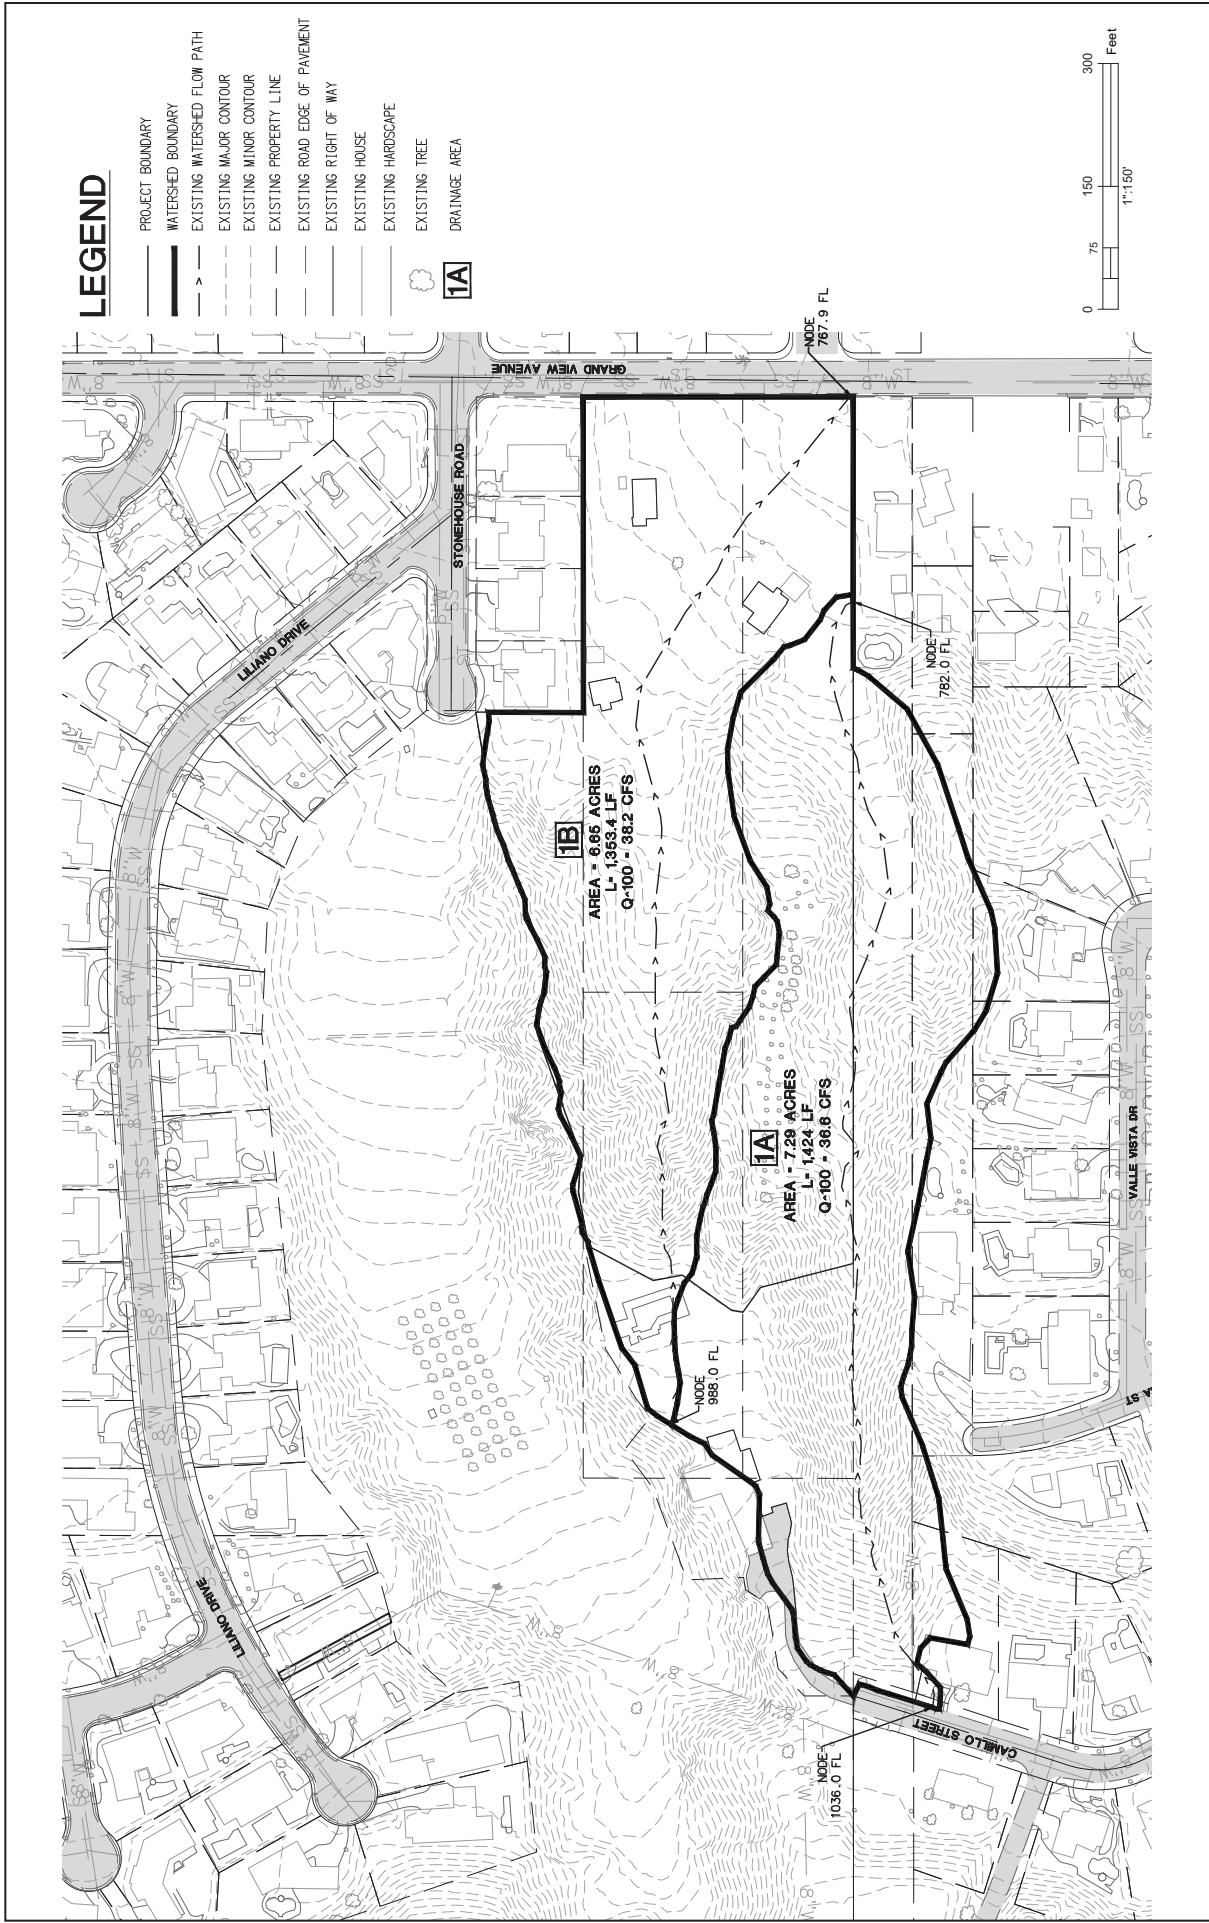 LEGEND
PROJECT BOUNDARY
WATERSHED BOUNDARY
EXISTING WATERSHED FLOW PATH
EXISTING MAJOR CONTOUR
EXISTING MINOR CONTOUR
EXISTING PROPERTY LINE
EXISTING ROAD EDGE OF PAVEMENT
EXISTING RIGHT OF WAY
EXISTING HOUSE
EXISTING HARDSCAPE
EXISTING TREE
1A DRAINAGE AREA
0 75 150 300
Feet
1":150'
GRAND VIEW AVENUE
STONEHOUSE ROAD
LILIANO DRIVE
LILIANO DRIVE
CAMILLO STREET
VALLE VISTA DR
LA ST
NODE
767.9 FL
NODE
782.0 FL
NODE
988.0 FL
NODE
1036.0 FL
1B
AREA = 6.65 ACRES
L= 1,353.4 LF
Q-100 = 38.2 CFS
1A
AREA = 7.29 ACRES
L= 1,424 LF
Q-100 = 36.6 CFS